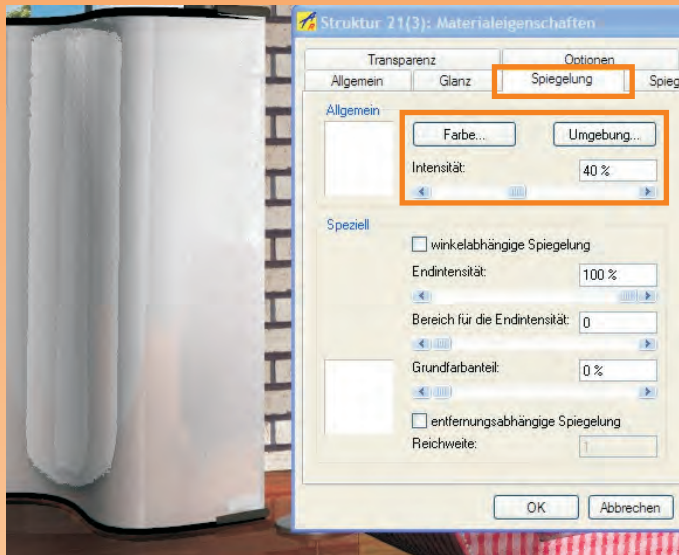 Struktur 21(3): Materialeigenschaften
Transparenz Optionen
Allgemein Glanz Spiegelung Spieg
Allgemein
Farbe... Umgebung...
Intensität: 40 %
Speziell
winkelabhängige Spiegelung
Endintensität: 100 %
Bereich für die Endintensität: 0
Grundfarbanteil: 0 %
entfernungsabhängige Spiegelung
Reichweite: 1
OK Abbrechen